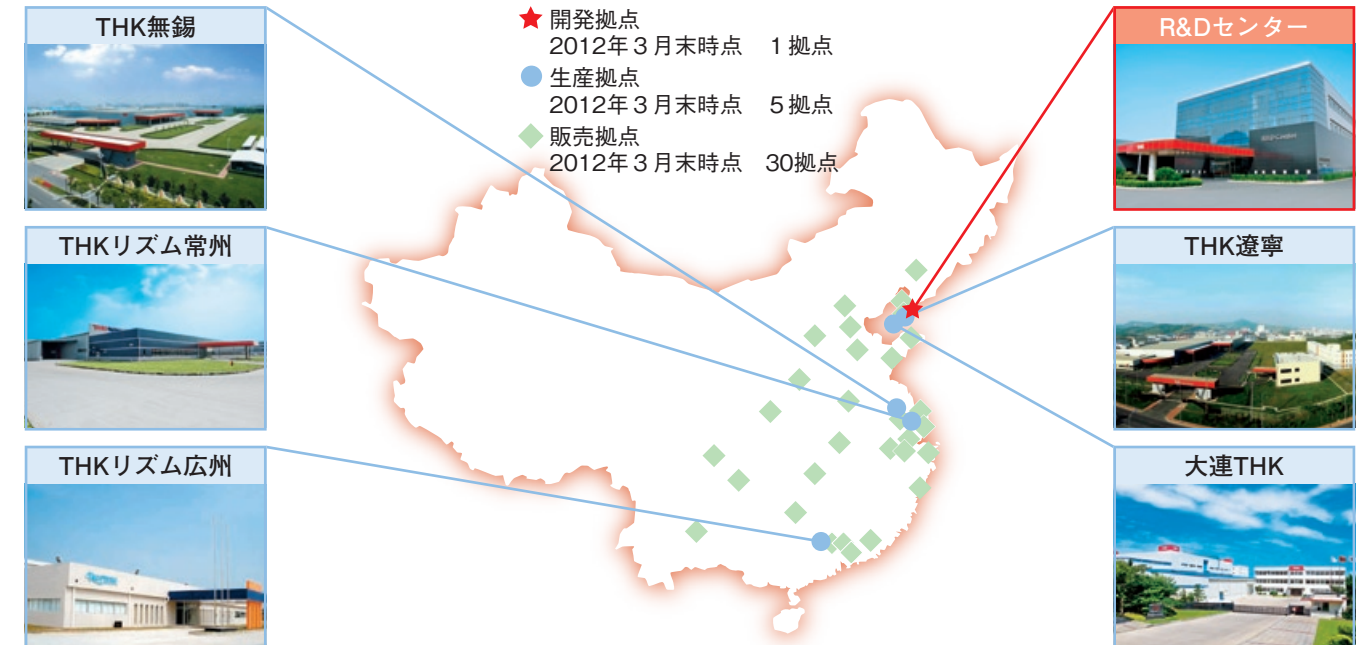 THK無錫
★ 開発拠点
2012年3月末時点 1拠点
● 生産拠点
2012年3月末時点 5拠点
◆ 販売拠点
2012年3月末時点 30拠点
R&Dセンター
THKリズム常州
THK遼寧
THKリズム広州
大連THK